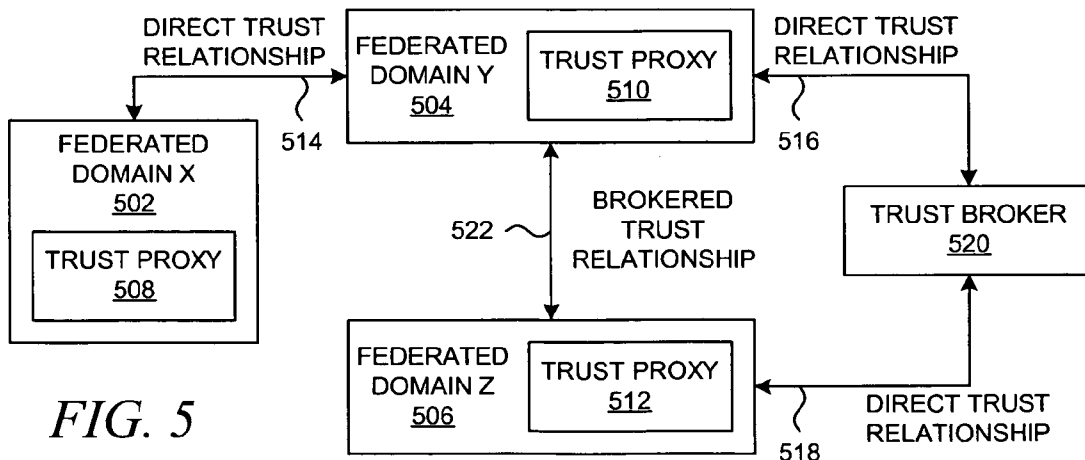 DIRECT TRUST
RELATIONSHIP
514
FEDERATED
DOMAIN X
502
TRUST PROXY
508
FEDERATED
DOMAIN Y
504
TRUST PROXY
510
DIRECT TRUST
RELATIONSHIP
516
522
BROKERED
TRUST
RELATIONSHIP
TRUST BROKER
520
FEDERATED
DOMAIN Z
506
TRUST PROXY
512
518
DIRECT TRUST
RELATIONSHIP
FIG. 5